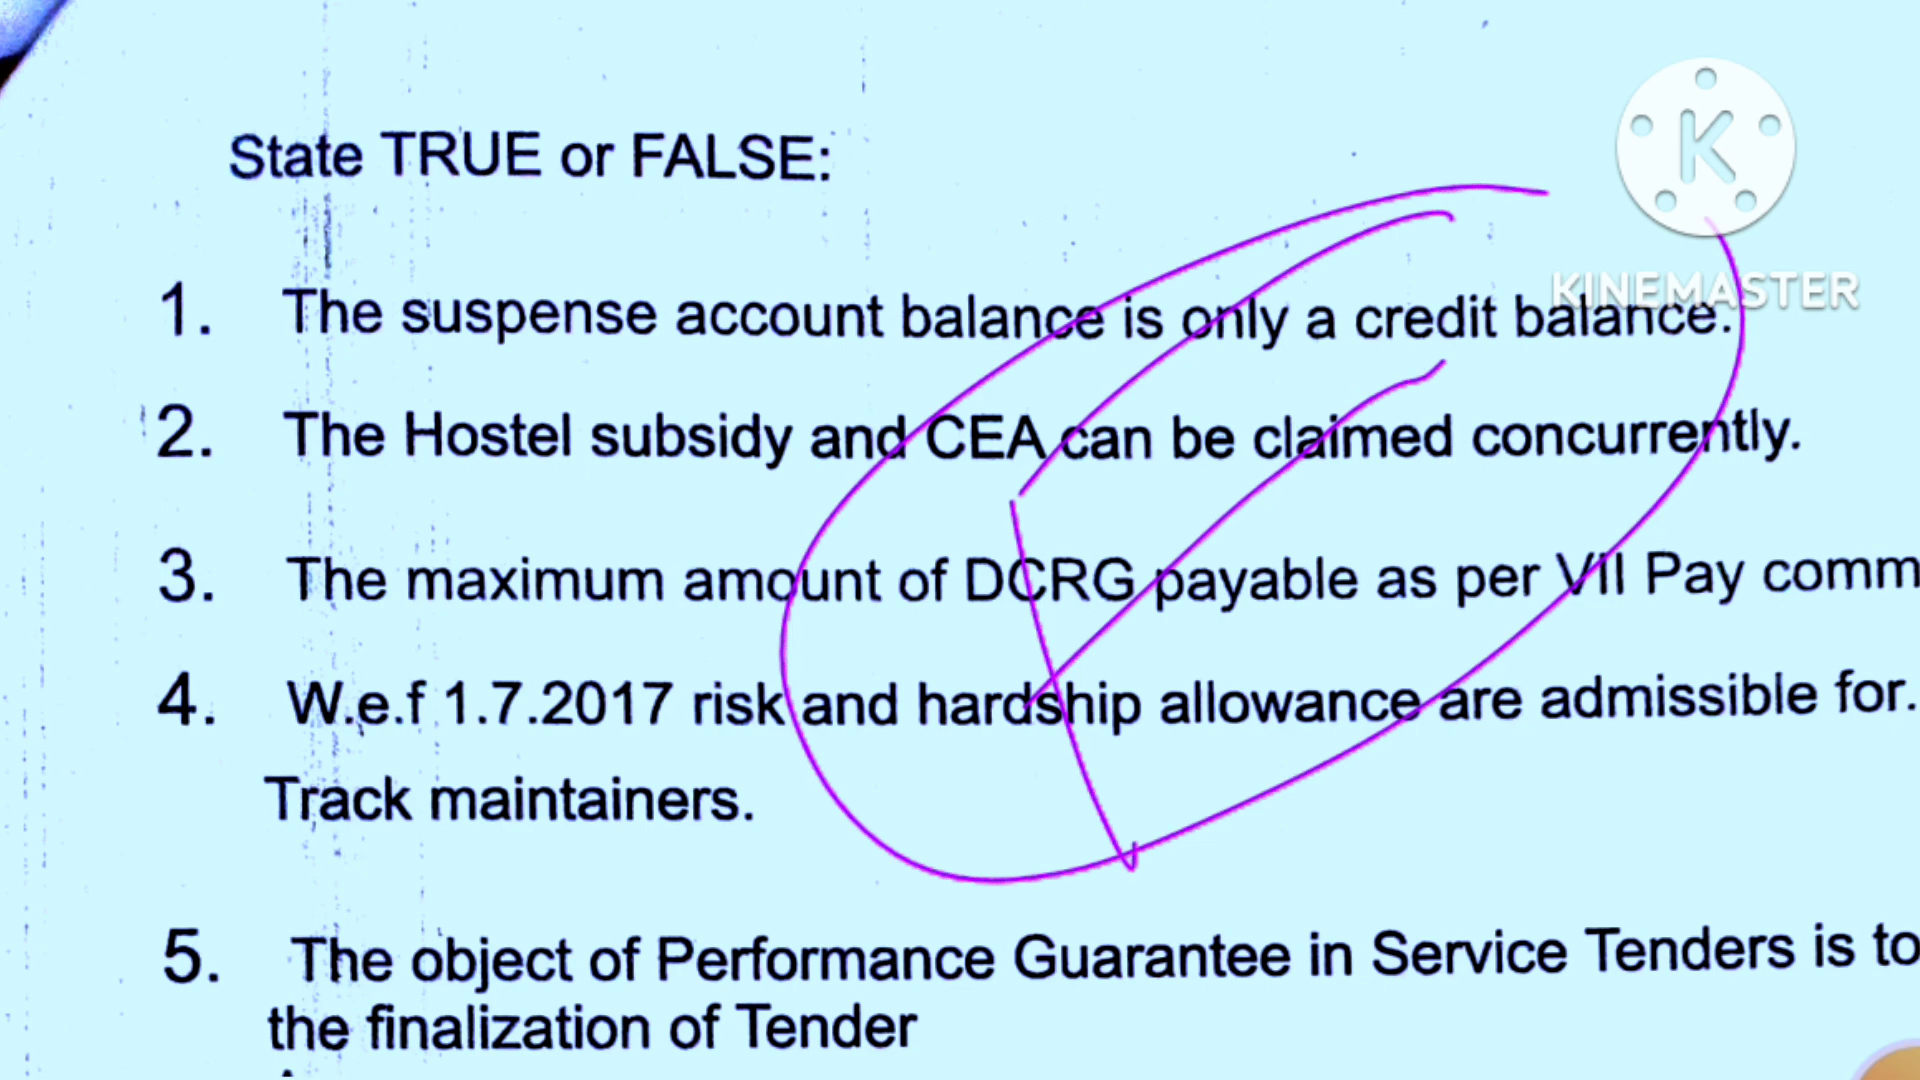 State TRUE or FALSE:
K
KINEMASTER
1. The suspense account balance is only a credit balance.
2. The Hostel subsidy and CEA can be claimed concurrently.
3. The maximum amount of DCRG payable as per VII Pay comm
4. W.e.f 1.7.2017 risk and hardship allowance are admissible for.
Track maintainers.
5. The object of Performance Guarantee in Service Tenders is to
the finalization of Tender